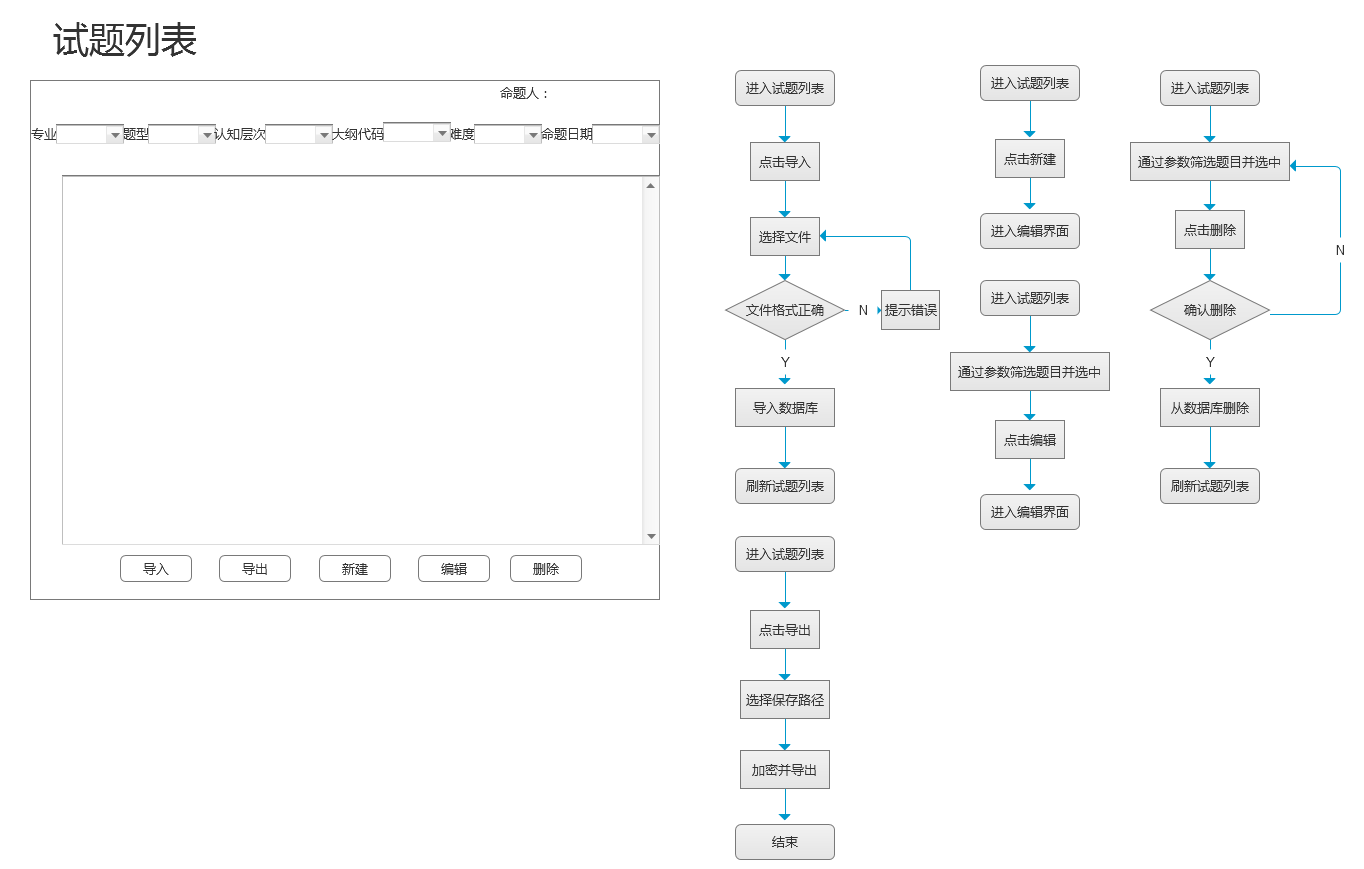 试题列表
命题人：
专业 题型 认知层次 大纲代码 难度 命题日期
导入 导出 新建 编辑 删除
进入试题列表
点击导入
选择文件
文件格式正确
N
提示错误
Y
导入数据库
刷新试题列表
进入试题列表
点击导出
选择保存路径
加密并导出
结束
进入试题列表
点击新建
进入编辑界面
进入试题列表
通过参数筛选题目并选中
点击编辑
进入编辑界面
进入试题列表
通过参数筛选题目并选中
点击删除
N
确认删除
Y
从数据库删除
刷新试题列表